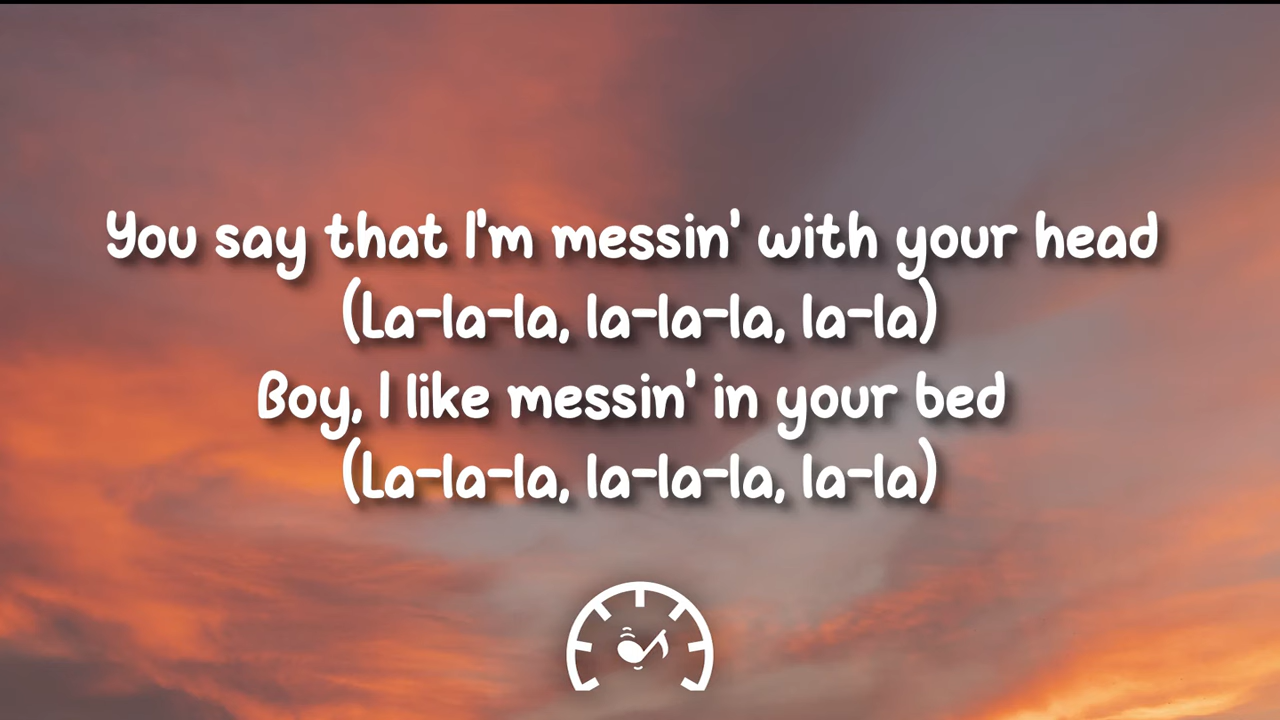 You say that I'm messin' with your head
(La-la-la, la-la-la, la-la)
Boy, I like messin' in your bed
(La-la-la, la-la-la, la-la)